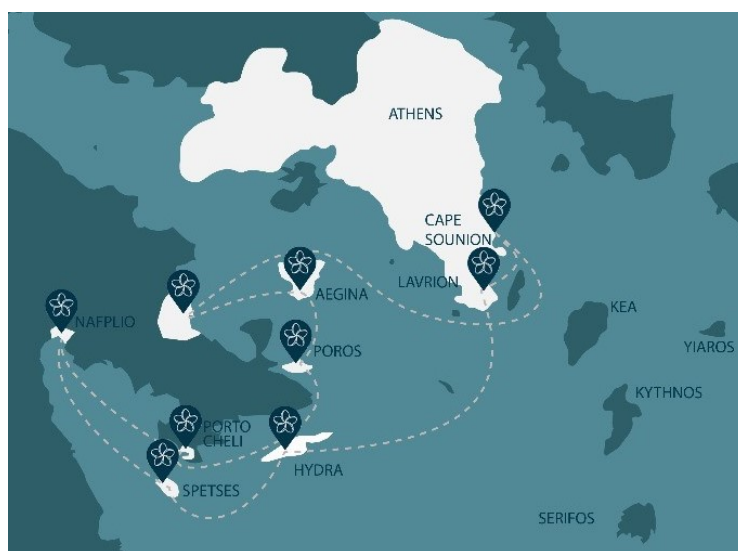 ATHENS
CAPE
SOUNION
LAVRION
AEGINA
KEA
NAFPLIO
YIAROS
POROS
KYTHNOS
PORTO
CHELI
HYDRA
SPETSES
SERIFOS